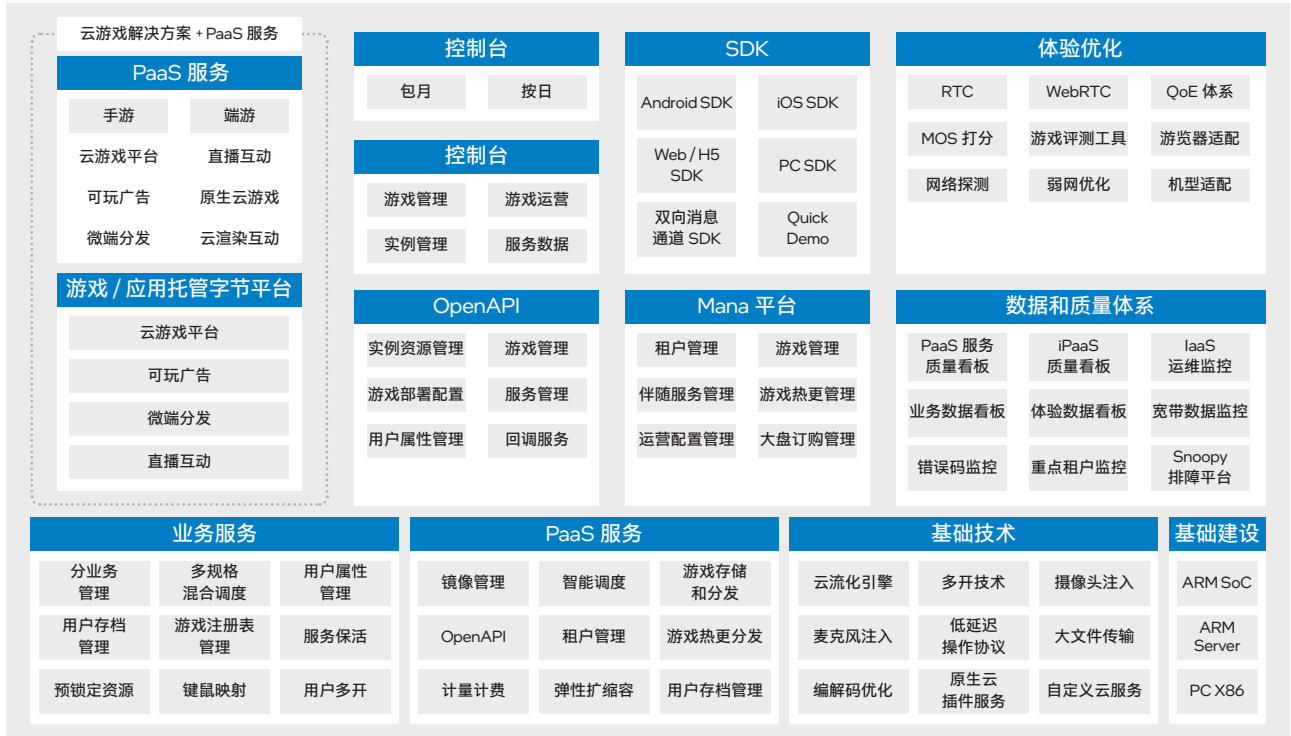 云游戏解决方案 + PaaS 服务
PaaS 服务
手游
端游
云游戏平台
直播互动
可玩广告
原生云游戏
微端分发
云渲染互动
游戏 / 应用托管字节平台
云游戏平台
可玩广告
微端分发
直播互动
控制台
包月
按日
控制台
游戏管理
游戏运营
实例管理
服务数据
SDK
Android SDK
iOS SDK
Web / H5
SDK
PC SDK
双向消息
通道 SDK
Quick
Demo
体验优化
RTC
WebRTC
QoE 体系
MOS 打分
游戏评测工具
游览器适配
网络探测
弱网优化
机型适配
OpenAPI
实例资源管理
游戏管理
游戏部署配置
服务管理
用户属性管理
回调服务
Mana 平台
租户管理
游戏管理
伴随服务管理
游戏热更管理
运营配置管理
大盘订购管理
数据和质量体系
PaaS 服务
质量看板
iPaaS
质量看板
IaaS
运维监控
业务数据看板
体验数据看板
宽带数据监控
错误码监控
重点租户监控
Snoopy
排障平台
业务服务
分业务
管理
多规格
混合调度
用户属性
管理
用户存档
管理
游戏注册表
管理
服务保活
预锁定资源
键鼠映射
用户多开
PaaS 服务
镜像管理
智能调度
游戏存储
和分发
OpenAPI
租户管理
游戏热更分发
计量计费
弹性扩缩容
用户存档管理
基础技术
云流化引擎
多开技术
摄像头注入
麦克风注入
低延迟
操作协议
大文件传输
编解码优化
原生云
插件服务
自定义云服务
基础建设
ARM SoC
ARM
Server
PC X86